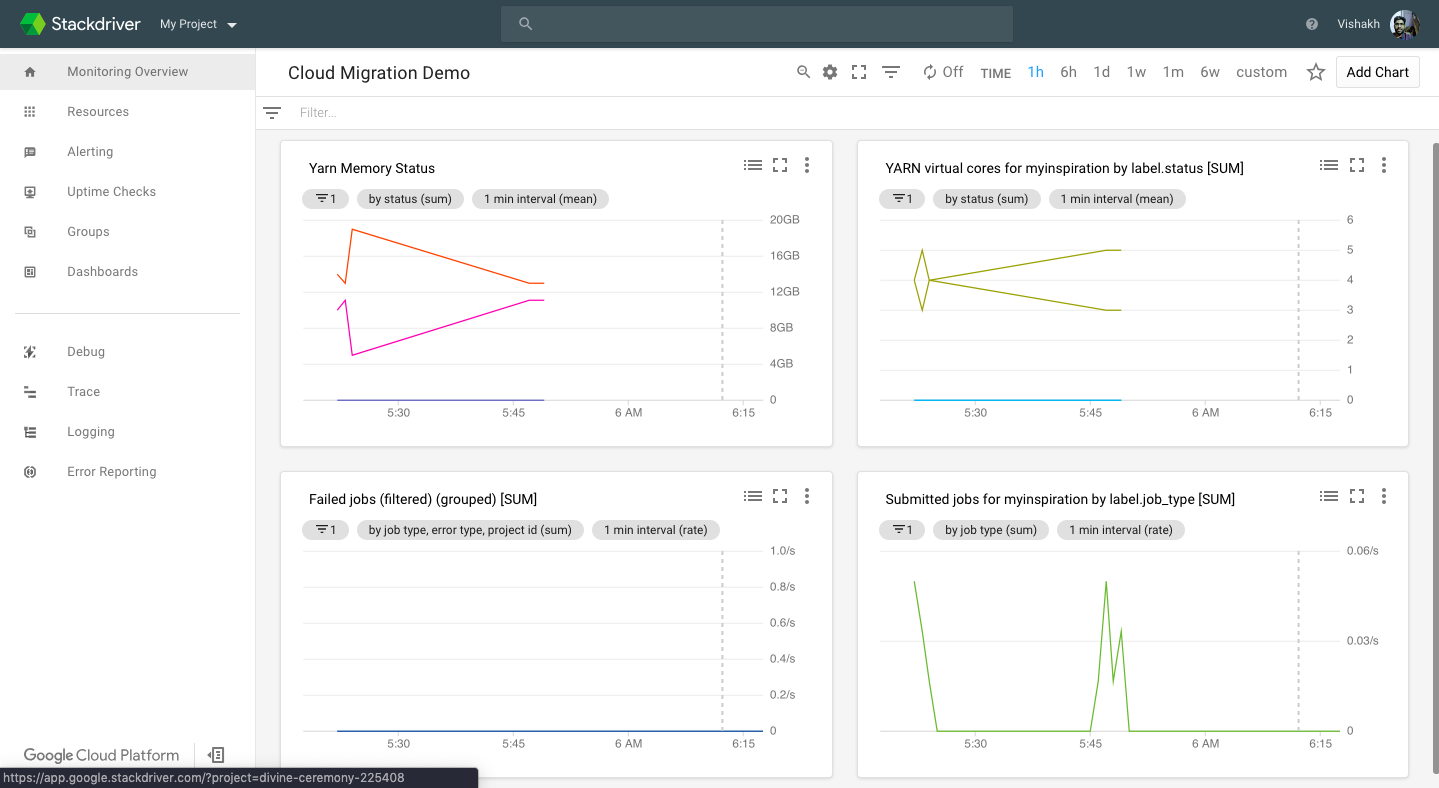 Stackdriver My Project Vishakh
Monitoring Overview
Resources
Alerting
Uptime Checks
Groups
Dashboards
Debug
Trace
Logging
Error Reporting
Google Cloud Platform
Cloud Migration Demo Off TIME 1h 6h 1d 1w 1m 6w custom Add Chart
Filter...
Yarn Memory Status
1 by status (sum) 1 min interval (mean)
20GB
16GB
12GB
8GB
4GB
0
5:30 5:45 6 AM 6:15
YARN virtual cores for myinspiration by label.status [SUM]
1 by status (sum) 1 min interval (mean)
6
5
4
3
2
1
0
5:30 5:45 6 AM 6:15
Failed jobs (filtered) (grouped) [SUM]
1 by job type, error type, project id (sum) 1 min interval (rate)
1.0/s
0.8/s
0.6/s
0.4/s
0.2/s
0
5:30 5:45 6 AM 6:15
Submitted jobs for myinspiration by label.job_type [SUM]
1 by job type (sum) 1 min interval (rate)
0.06/s
0.03/s
0
5:30 5:45 6 AM 6:15
https://app.google.stackdriver.com/?project=divine-ceremony-225408